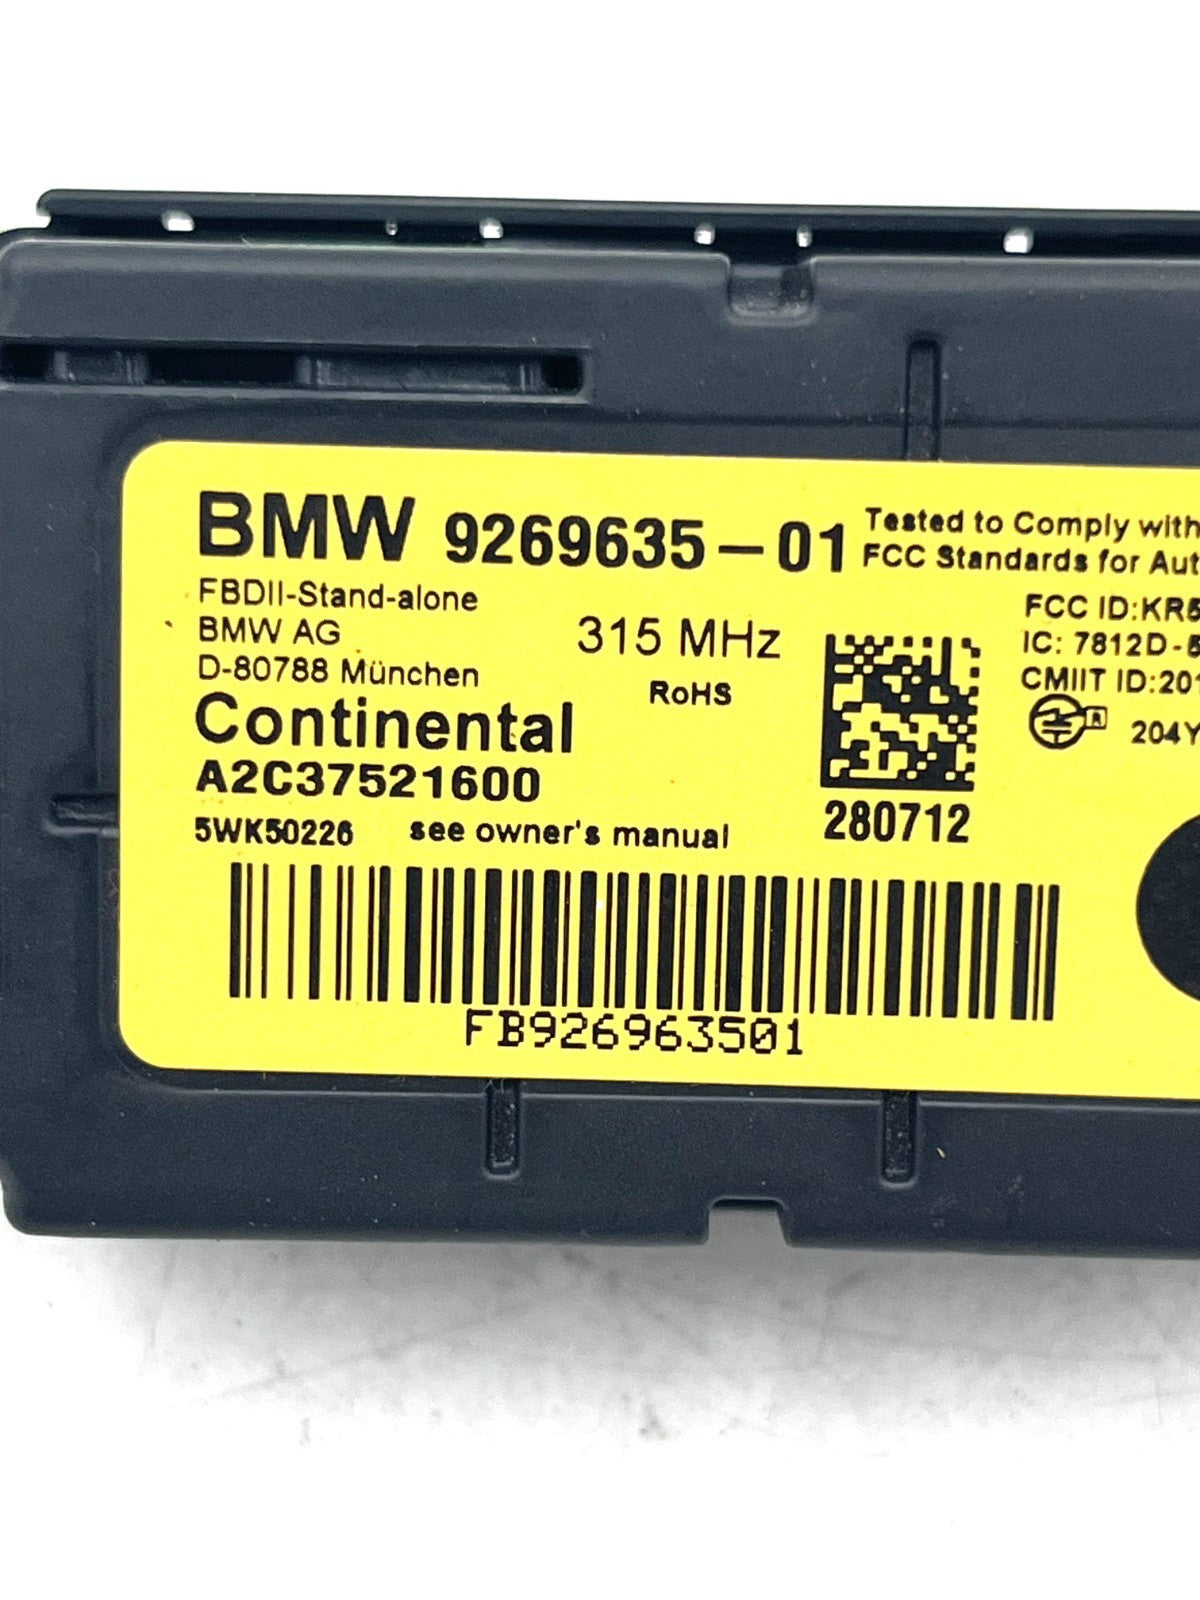 BMW 9269635-01
Tested to Comply with
FCC Standards for Aut
FBDII-Stand-alone
BMW AG
D-80788 München
315 MHz
RoHS
FCC ID:KR5
IC: 7812D-5
CMIIT ID:201
R 204Y
Continental
A2C37521600
5WK50226 see owner's manual
280712
FB926963501